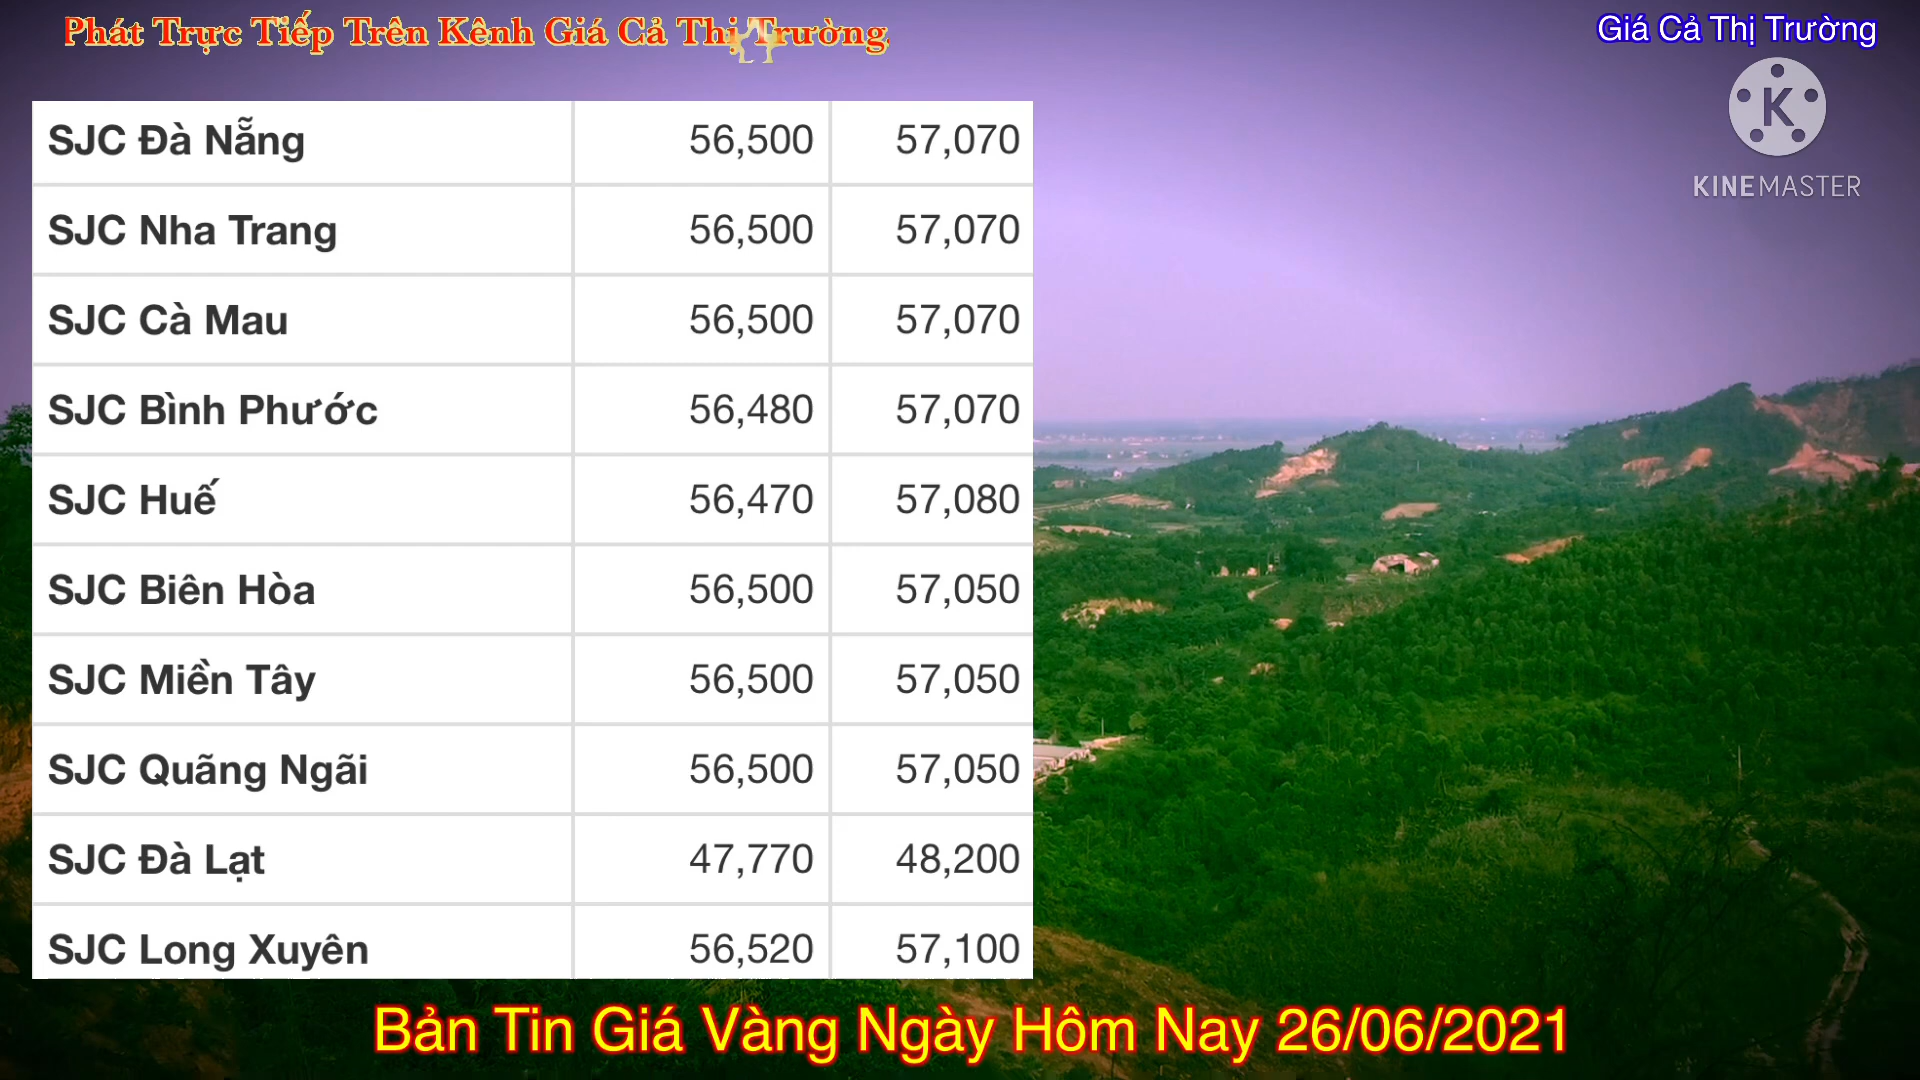 Phát Trực Tiếp Trên Kênh Giá Cả Thị Trường
Giá Cả Thị Trường
K
KINEMASTER
SJC Đà Nẵng 56,500 57,070
SJC Nha Trang 56,500 57,070
SJC Cà Mau 56,500 57,070
SJC Bình Phước 56,480 57,070
SJC Huế 56,470 57,080
SJC Biên Hòa 56,500 57,050
SJC Miền Tây 56,500 57,050
SJC Quãng Ngãi 56,500 57,050
SJC Đà Lạt 47,770 48,200
SJC Long Xuyên 56,520 57,100
Bản Tin Giá Vàng Ngày Hôm Nay 26/06/2021